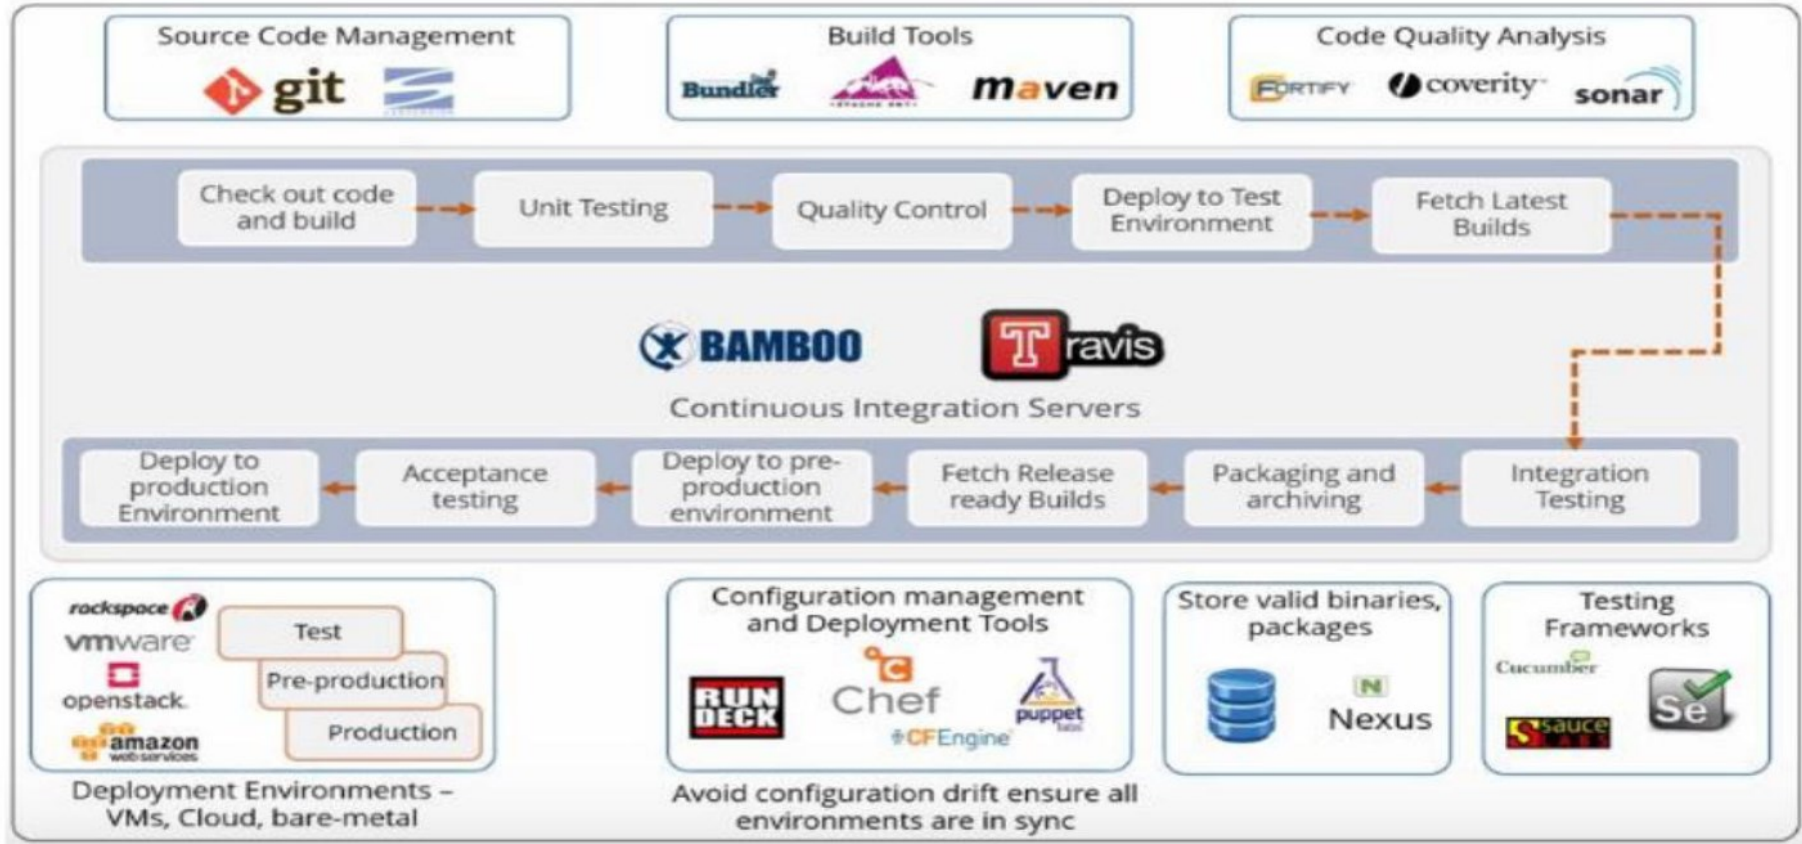 Source Code Management
git
Build Tools
Bundler
maven
Code Quality Analysis
FORTIFY
coverity
sonar
Check out code
and build
Unit Testing
Quality Control
Deploy to Test
Environment
Fetch Latest
Builds
BAMBOO
Travis
Continuous Integration Servers
Deploy to
production
Environment
Acceptance
testing
Deploy to pre-
production
environment
Fetch Release
ready Builds
Packaging and
archiving
Integration
Testing
rackspace
vmware
openstack.
amazon
webservices
Test
Pre-production
Production
Deployment Environments –
VMs, Cloud, bare-metal
Configuration management
and Deployment Tools
RUN
DECK
Chef
puppet
labs
CFEngine
Avoid configuration drift ensure all
environments are in sync
Store valid binaries,
packages
N
Nexus
Testing
Frameworks
Cucumber
sauce
LABS
Se